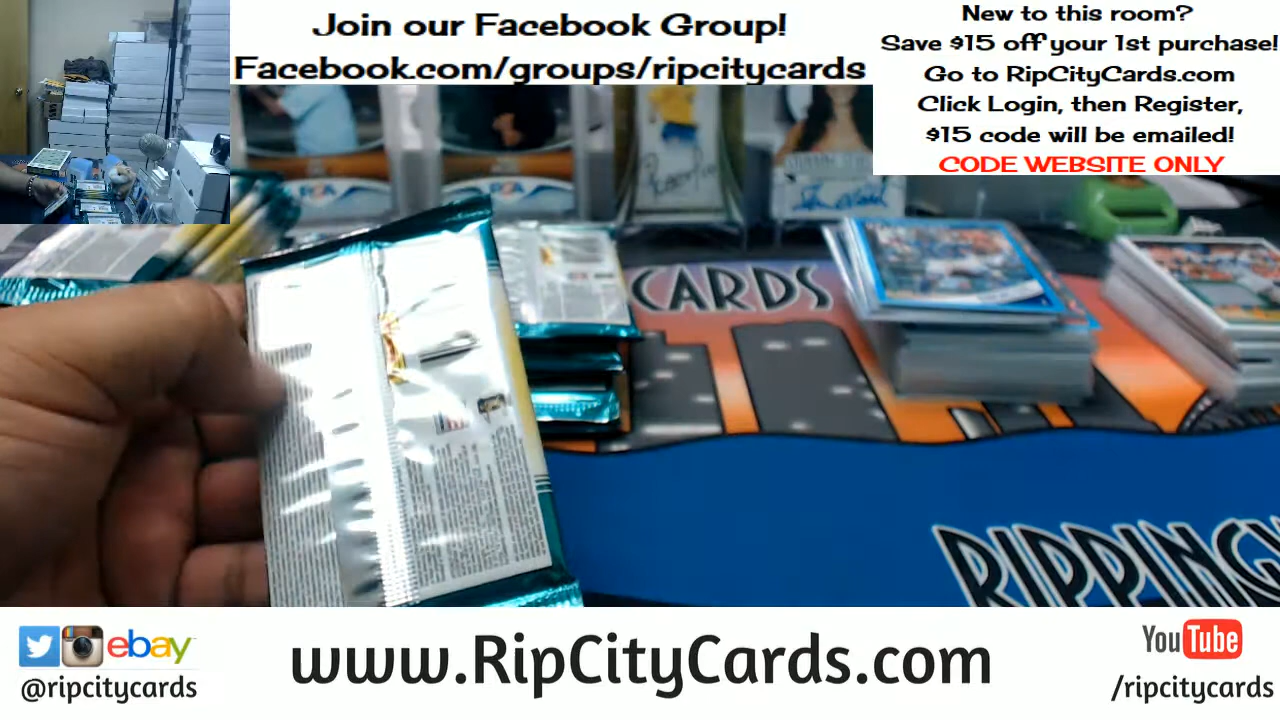 Join our Facebook Group!
Facebook.com/groups/ripcitycards
New to this room?
Save $15 off your 1st purchase!
Go to RipCityCards.com
Click Login, then Register,
$15 code will be emailed!
CODE WEBSITE ONLY
CARDS
RIPPING
ebay
@ripcitycards
www.RipCityCards.com
YouTube
/ripcitycards